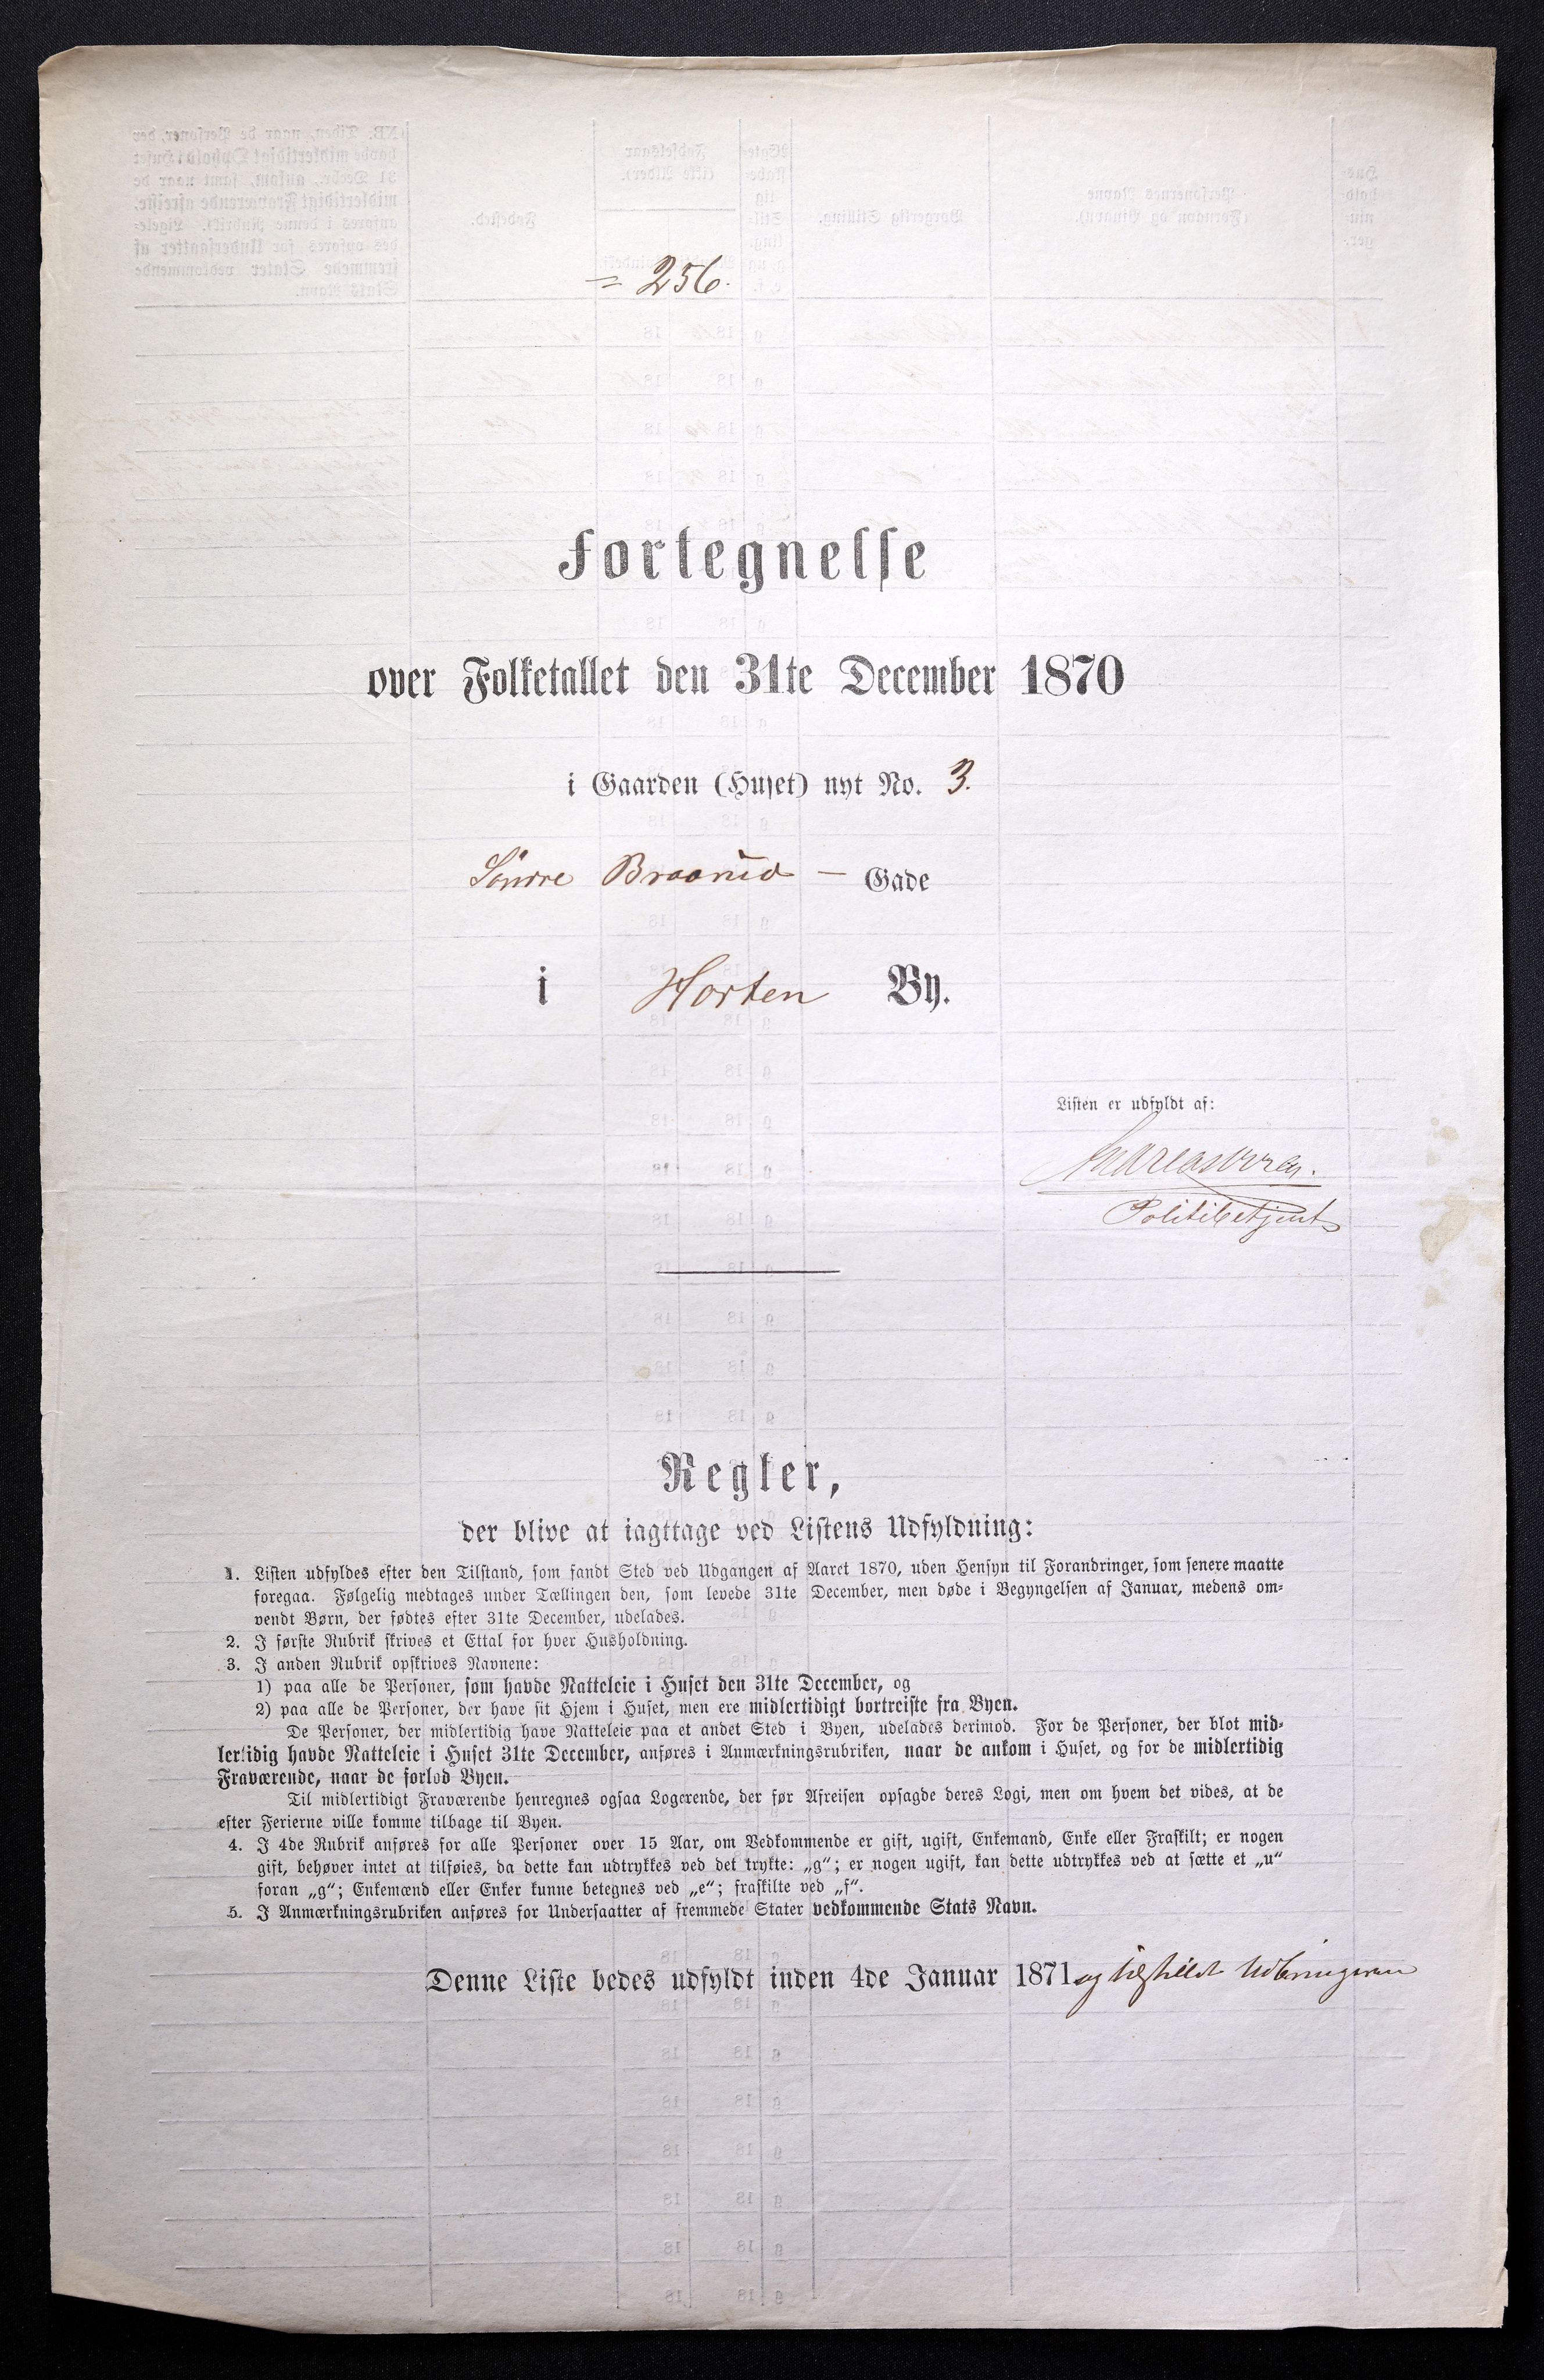 = 256.
Fortegnelse
over Folketallet den 31te December 1870
i Gaarden (Huset) nyt No. 3.
Søndre Braarud — Gade
i Horten By.
Listen er udfyldt af:
Politibetjent
Regler,
der blive at iagttage ved Listens Udfyldning:
1. Listen udfyldes efter den Tilstand, som fandt Sted ved Udgangen af Aaret 1870, uden Hensyn til Forandringer, som senere maatte
foregaa. Følgelig medtages under Tællingen den, som levede 31te December, men døde i Begyngelsen af Januar, medens om-
vendt Børn, der fødtes efter 31te December, udelades.
2. I første Rubrik skrives et Ettal for hver Husholdning.
3. I anden Rubrik opskrives Navnene:
1) paa alle de Personer, som havde Natteleie i Huset den 31te December, og
2) paa alle de Personer, der have sit Hjem i Huset, men ere midlertidigt bortreiste fra Byen.
De Personer, der midlertidig have Natteleie paa et andet Sted i Byen, udelades derimod. For de Personer, der blot mid-
lertidig havde Natteleie i Huset 31te December, anføres i Anmærkningsrubriken, naar de ankom i Huset, og for de midlertidig
Fraværende, naar de forlod Byen.
Til midlertidigt Fraværende henregnes ogsaa Logerende, der før Afreisen opsagde deres Logi, men om hvem det vides, at de
efter Ferierne ville komme tilbage til Byen.
4. I 4de Rubrik anføres for alle Personer over 15 Aar, om Vedkommende er gift, ugift, Enkemand, Enke eller Fraskilt; er nogen
gift, behøver intet at tilføies, da dette kan udtrykkes ved det trykte: „g“; er nogen ugift, kan dette udtrykkes ved at sætte et „u“
foran „g“; Enkemænd eller Enker kunne betegnes ved „e“; fraskilte ved „f“.
5. I Anmærkningsrubriken anføres for Undersaatter af fremmede Stater vedkommende Stats Navn.
Denne Liste bedes udfyldt inden 4de Januar 1871 og